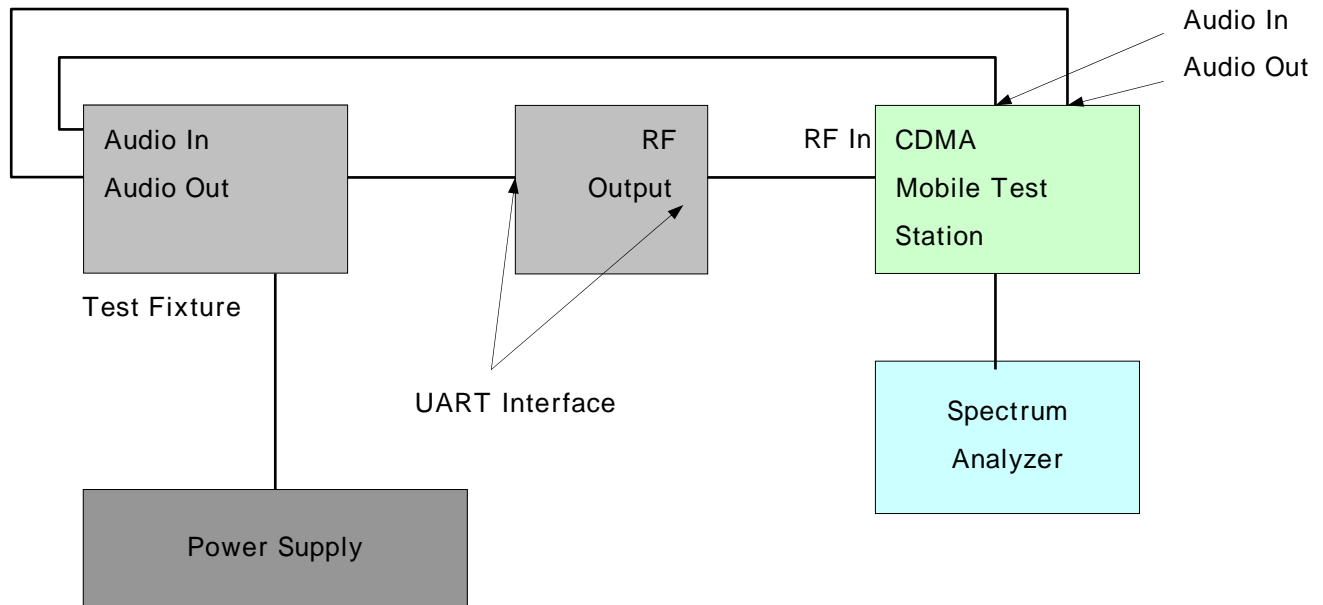 Audio In
Audio Out
Audio In
Audio Out
RF
Output
RF In
CDMA
Mobile Test
Station
Test Fixture
UART Interface
Spectrum
Analyzer
Power Supply